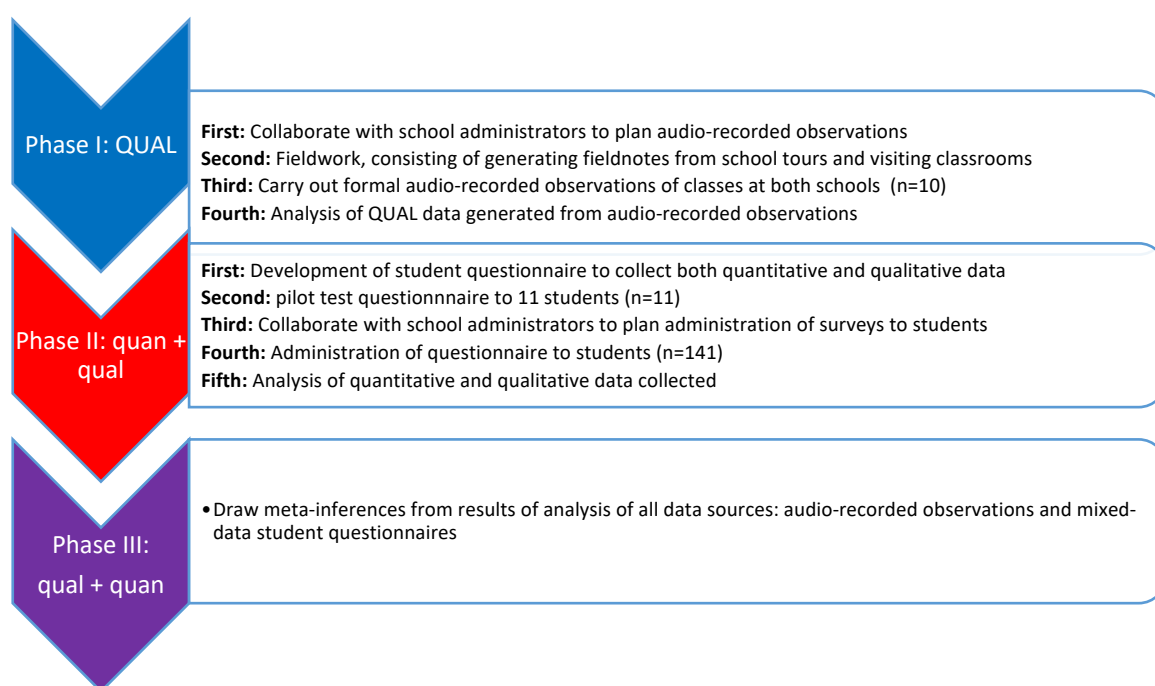 Phase I: QUAL
First: Collaborate with school administrators to plan audio-recorded observations
Second: Fieldwork, consisting of generating fieldnotes from school tours and visiting classrooms
Third: Carry out formal audio-recorded observations of classes at both schools (n=10)
Fourth: Analysis of QUAL data generated from audio-recorded observations
Phase II: quan +
qual
First: Development of student questionnaire to collect both quantitative and qualitative data
Second: pilot test questionnnaire to 11 students (n=11)
Third: Collaborate with school administrators to plan administration of surveys to students
Fourth: Administration of questionnaire to students (n=141)
Fifth: Analysis of quantitative and qualitative data collected
Phase III:
qual + quan
•Draw meta-inferences from results of analysis of all data sources: audio-recorded observations and mixed-
data student questionnaires